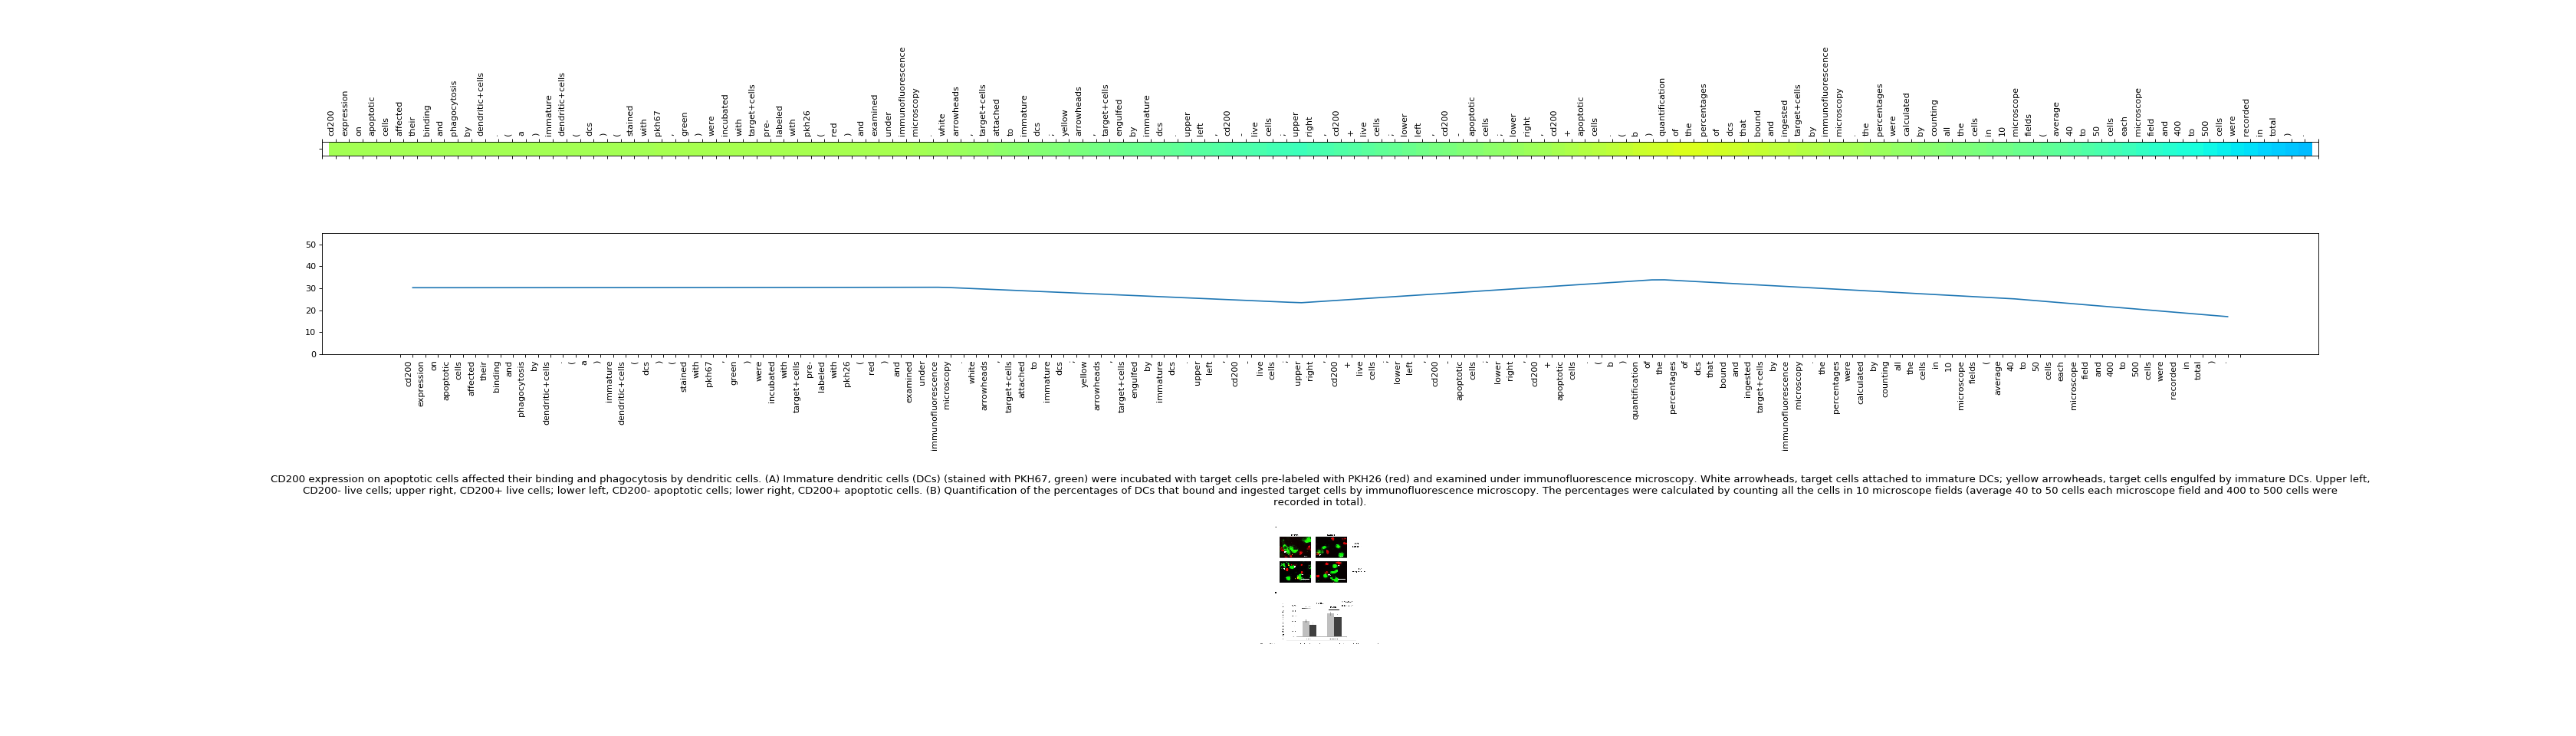 cd200 expression on apoptotic cells affected their binding and phagocytosis by dendritic+cells . ( a ) immature dendritic+cells ( dcs ) ( stained with pkh67 , green ) were incubated with target+cells pre- labeled with pkh26 ( red ) and examined under immunofluorescence microscopy . white arrowheads , target+cells attached to immature dcs ; yellow arrowheads , target+cells engulfed by immature dcs . upper left , cd200 - live cells ; upper right , cd200 + live cells ; lower left , cd200 - apoptotic cells ; lower right , cd200 + apoptotic cells . ( b ) quantification of the percentages of dcs that bound and ingested target+cells by immunofluorescence microscopy . the percentages were calculated by counting all the cells in 10 microscope fields ( average 40 to 50 cells each microscope field and 400 to 500 cells were recorded in total ) .
50
40
30
20
10
0
cd200 expression on apoptotic cells affected their binding and phagocytosis by dendritic+cells . ( a ) immature dendritic+cells ( dcs ) ( stained with pkh67 , green ) were incubated with target+cells pre- labeled with pkh26 ( red ) and examined under immunofluorescence microscopy . white arrowheads , target+cells attached to immature dcs ; yellow arrowheads , target+cells engulfed by immature dcs . upper left , cd200 - live cells ; upper right , cd200 + live cells ; lower left , cd200 - apoptotic cells ; lower right , cd200 + apoptotic cells . ( b ) quantification of the percentages of dcs that bound and ingested target+cells by immunofluorescence microscopy . the percentages were calculated by counting all the cells in 10 microscope fields ( average 40 to 50 cells each microscope field and 400 to 500 cells were recorded in total ) .
CD200 expression on apoptotic cells affected their binding and phagocytosis by dendritic cells. (A) Immature dendritic cells (DCs) (stained with PKH67, green) were incubated with target cells pre-labeled with PKH26 (red) and examined under immunofluorescence microscopy. White arrowheads, target cells attached to immature DCs; yellow arrowheads, target cells engulfed by immature DCs. Upper left,
CD200- live cells; upper right, CD200+ live cells; lower left, CD200- apoptotic cells; lower right, CD200+ apoptotic cells. (B) Quantification of the percentages of DCs that bound and ingested target cells by immunofluorescence microscopy. The percentages were calculated by counting all the cells in 10 microscope fields (average 40 to 50 cells each microscope field and 400 to 500 cells were
recorded in total).